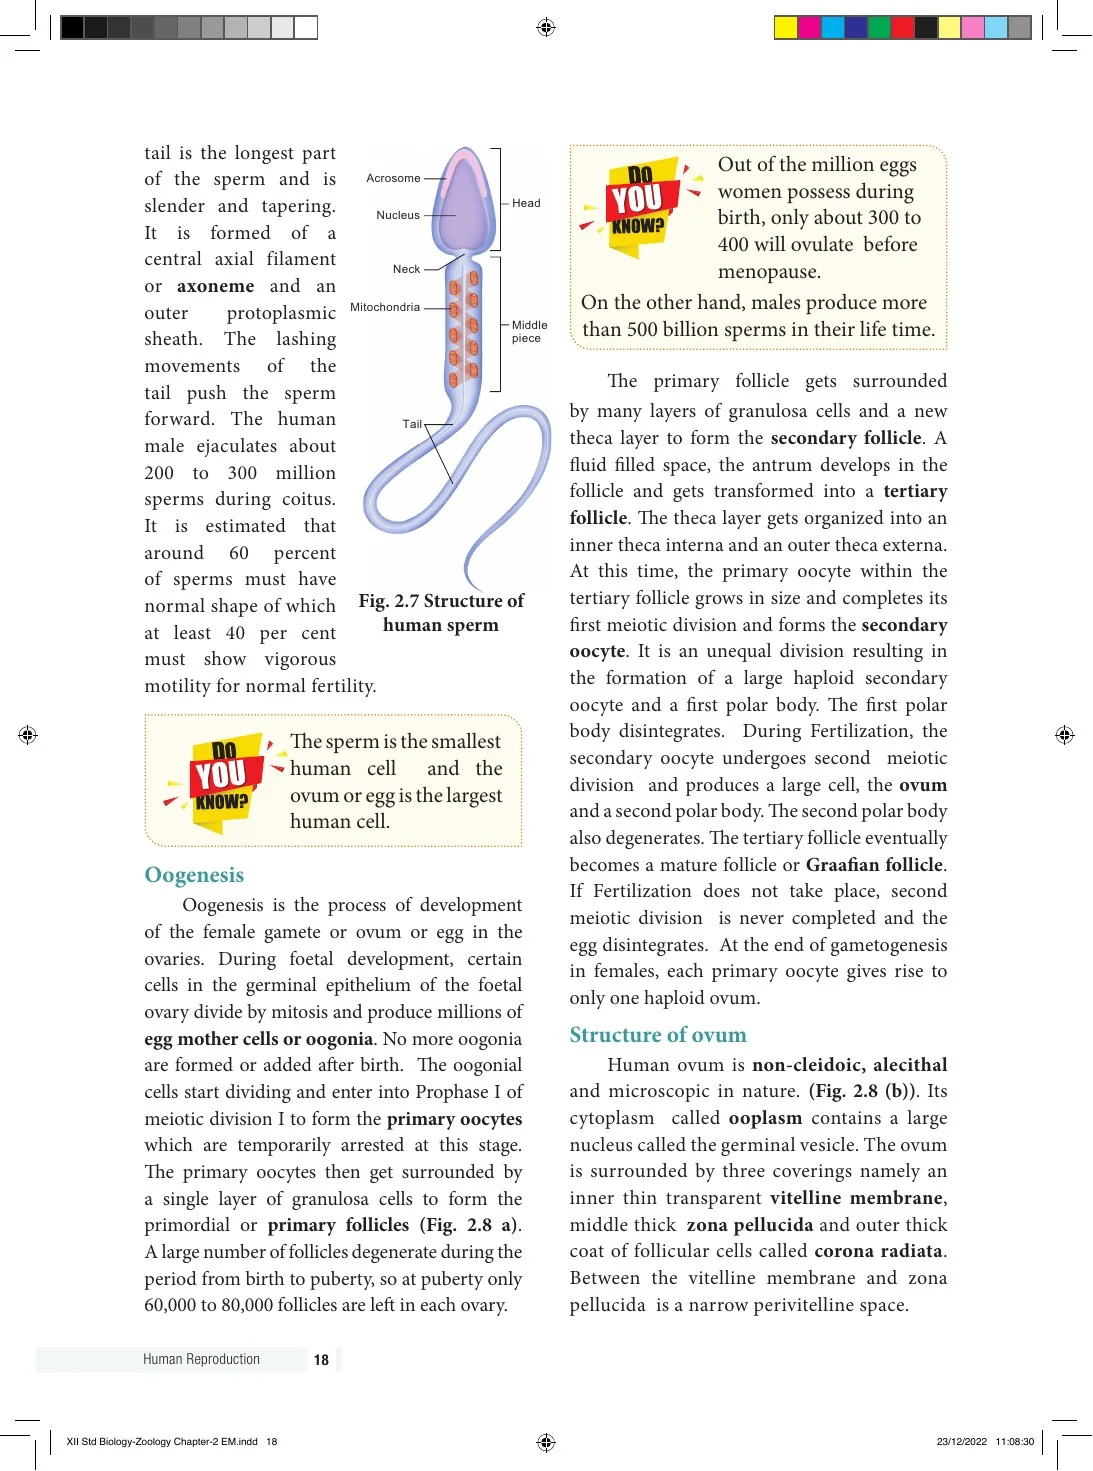 tail is the longest part
of the sperm and is
slender and tapering.
It is formed of a
central axial filament
or axoneme and an
outer protoplasmic
sheath. The lashing
movements of the
tail push the sperm
forward. The human
male ejaculates about
200 to 300 million
sperms during coitus.
It is estimated that
around 60 percent
of sperms must have
normal shape of which
at least 40 per cent
must show vigorous
motility for normal fertility.
Acrosome
Nucleus
Neck
Mitochondria
Tail
Head
Middle
piece
Fig. 2.7 Structure of
human sperm
DO
YOU
KNOW?
The sperm is the smallest
human cell and the
ovum or egg is the largest
human cell.
Oogenesis
Oogenesis is the process of development
of the female gamete or ovum or egg in the
ovaries. During foetal development, certain
cells in the germinal epithelium of the foetal
ovary divide by mitosis and produce millions of
egg mother cells or oogonia. No more oogonia
are formed or added after birth. The oogonial
cells start dividing and enter into Prophase I of
meiotic division I to form the primary oocytes
which are temporarily arrested at this stage.
The primary oocytes then get surrounded by
a single layer of granulosa cells to form the
primordial or primary follicles (Fig. 2.8 a).
A large number of follicles degenerate during the
period from birth to puberty, so at puberty only
60,000 to 80,000 follicles are left in each ovary.
DO
YOU
KNOW?
Out of the million eggs
women possess during
birth, only about 300 to
400 will ovulate before
menopause.
On the other hand, males produce more
than 500 billion sperms in their life time.
The primary follicle gets surrounded
by many layers of granulosa cells and a new
theca layer to form the secondary follicle. A
fluid filled space, the antrum develops in the
follicle and gets transformed into a tertiary
follicle. The theca layer gets organized into an
inner theca interna and an outer theca externa.
At this time, the primary oocyte within the
tertiary follicle grows in size and completes its
first meiotic division and forms the secondary
oocyte. It is an unequal division resulting in
the formation of a large haploid secondary
oocyte and a first polar body. The first polar
body disintegrates. During Fertilization, the
secondary oocyte undergoes second meiotic
division and produces a large cell, the ovum
and a second polar body. The second polar body
also degenerates. The tertiary follicle eventually
becomes a mature follicle or Graafian follicle.
If Fertilization does not take place, second
meiotic division is never completed and the
egg disintegrates. At the end of gametogenesis
in females, each primary oocyte gives rise to
only one haploid ovum.
Structure of ovum
Human ovum is non-cleidoic, alecithal
and microscopic in nature. (Fig. 2.8 (b)). Its
cytoplasm called ooplasm contains a large
nucleus called the germinal vesicle. The ovum
is surrounded by three coverings namely an
inner thin transparent vitelline membrane,
middle thick zona pellucida and outer thick
coat of follicular cells called corona radiata.
Between the vitelline membrane and zona
pellucida is a narrow perivitelline space.
Human Reproduction 18
XII Std Biology-Zoology Chapter-2 EM.indd 18
23/12/2022 11:08:30